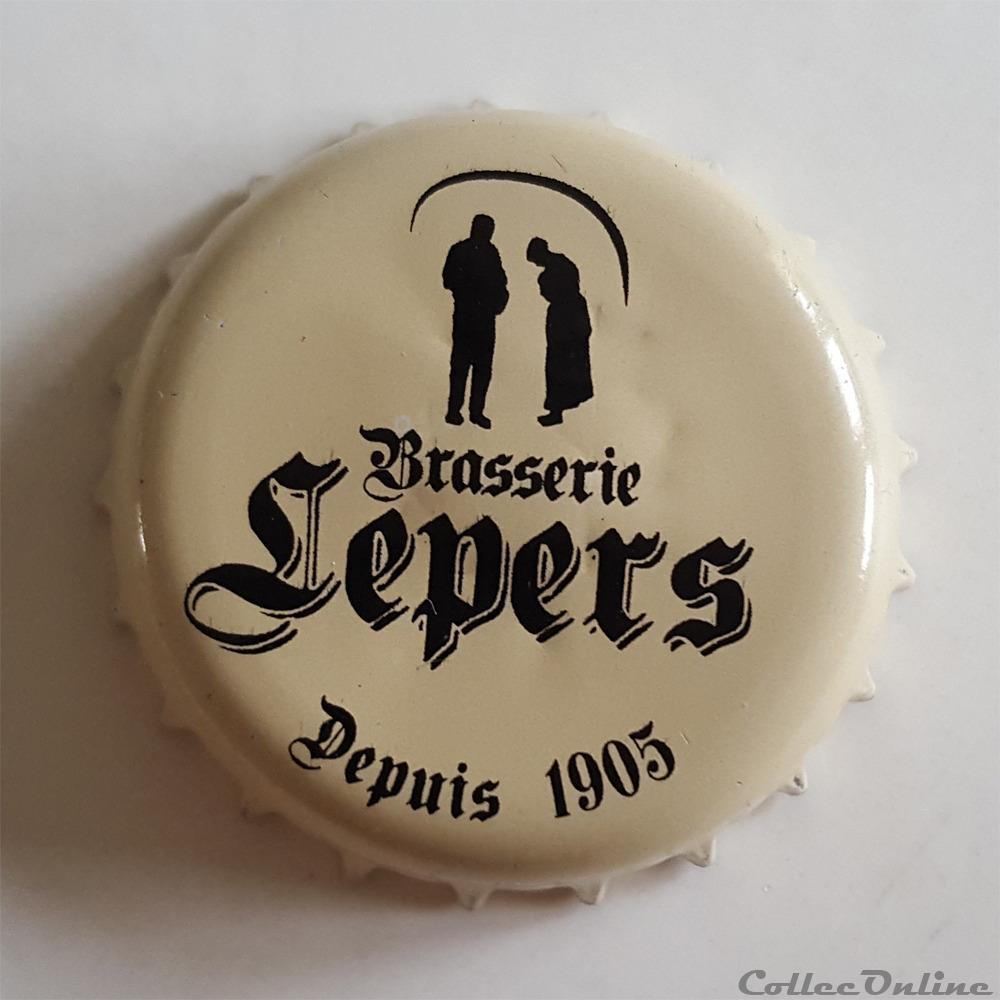 Brasserie
Lepers
Depuis 1905
CollecOnline